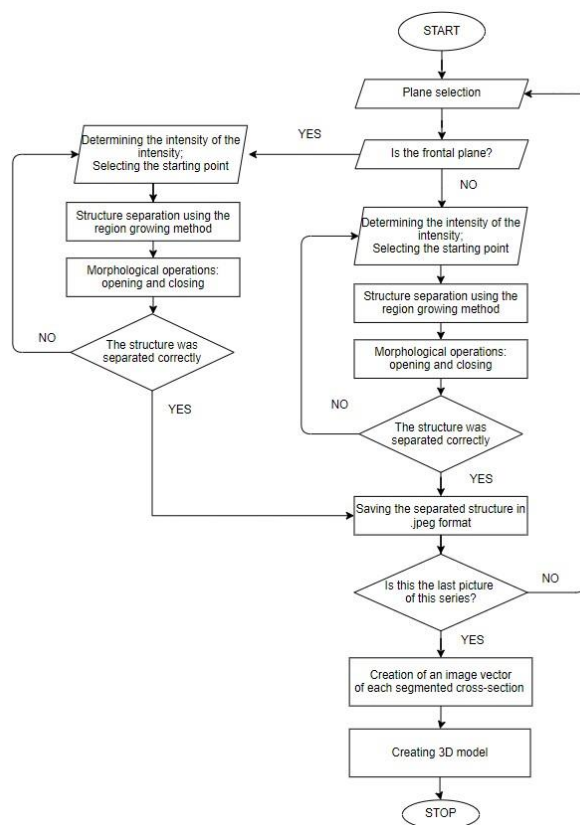 START
Plane selection
Is the frontal plane?
YES
NO
Determining the intensity of the
intensity;
Selecting the starting point
Structure separation using the
region growing method
Morphological operations:
opening and closing
The structure was
separated correctly
NO
YES
Determining the intensity of the
intensity;
Selecting the starting point
Structure separation using the
region growing method
Morphological operations:
opening and closing
The structure was
separated correctly
NO
YES
Saving the separated structure in
.jpeg format
Is this the last picture
of this series?
NO
YES
Creation of an image vector
of each segmented cross-section
Creating 3D model
STOP